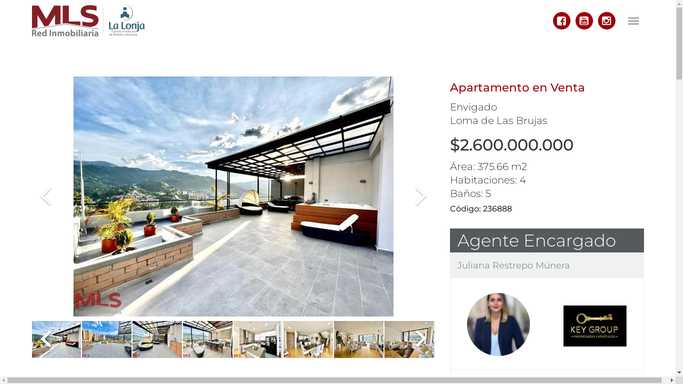 MLS
Red Inmobiliaria
La Lonja
Apartamento en Venta
Envigado
Loma de Las Brujas
$2.600.000.000
Área: 375.66 m2
Habitaciones: 4
Baños: 5
Código: 236888
MLS
Agente Encargado
Juliana Restrepo Múnera
KEY GROUP